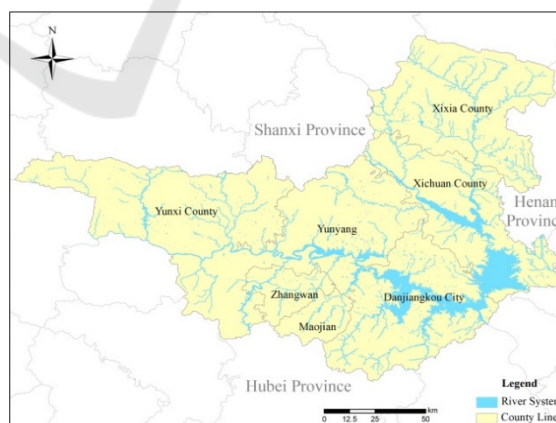 N
Xixia County
Shanxi Province
Xichuan County
Henan
Province
Yunxi County
Yunyang
Zhangwan
Danjiangkou City
Maojian
Hubei Province
Legend
River System
County Line
km
0 12.5 25 50